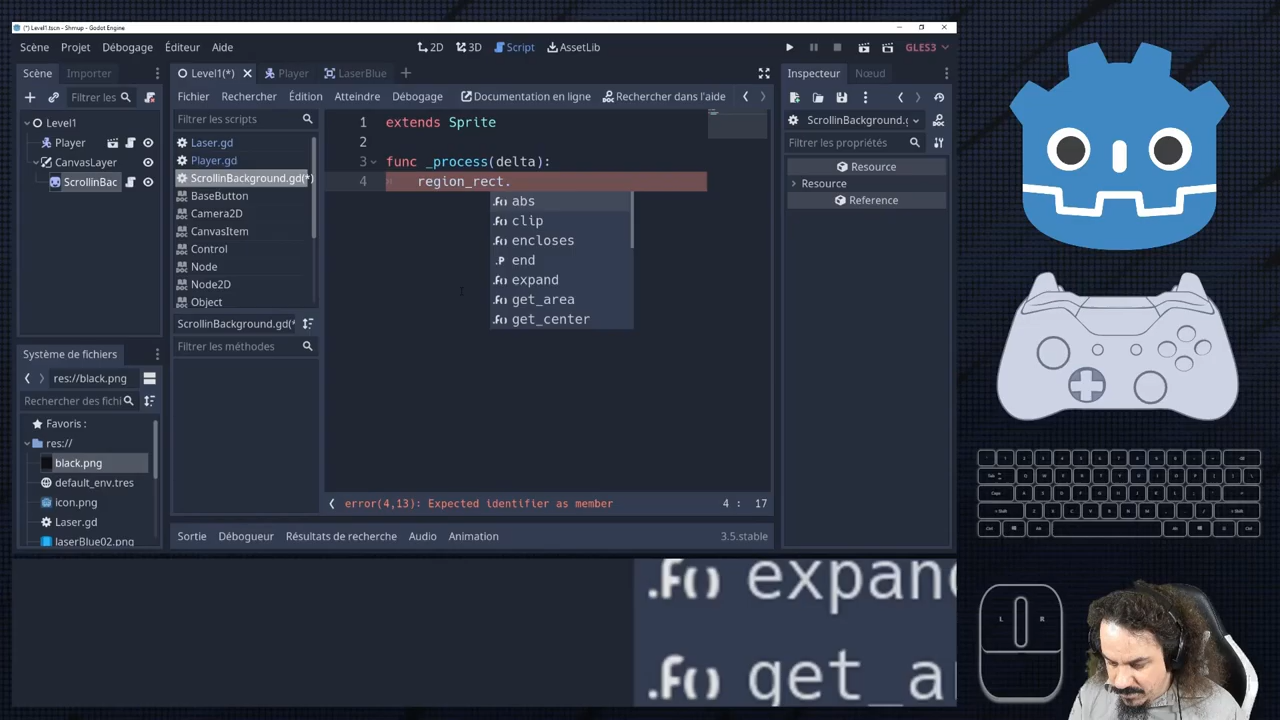 (*) Level1.tscn - Shmup - Godot Engine
Scène Projet Débogage Éditeur Aide
2D 3D Script AssetLib
GLES3
Scène Importer
Level1(*) Player LaserBlue
Inspecteur Nœud
Filtrer les
Fichier Rechercher Édition Atteindre Débogage Documentation en ligne Rechercher dans l'aide
Level1
Player
CanvasLayer
ScrollinBac
Filtrer les scripts
Laser.gd
Player.gd
ScrollinBackground.gd(*)
BaseButton
Camera2D
CanvasItem
Control
Node
Node2D
Object
ScrollinBackground.gd(*
Filtrer les méthodes
1 extends Sprite
2
3 func _process(delta):
4 region_rect.
abs
clip
encloses
end
expand
get_area
get_center
error(4,13): Expected identifier as member 4 : 17
ScrollinBackground.g
Filtrer les propriétés
Resource
Resource
Reference
Système de fichiers
res://black.png
Rechercher des fichi
Favoris :
res://
black.png
default_env.tres
icon.png
Laser.gd
laserBlue02.png
Sortie Débogueur Résultats de recherche Audio Animation 3.5.stable
expand
get_a
L R